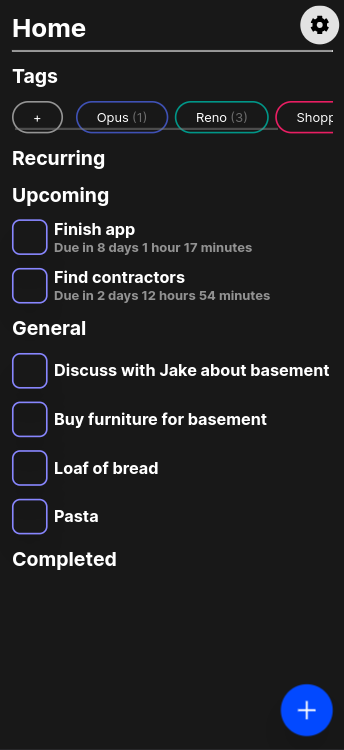 Home
Tags
+ Opus (1) Reno (3) Shopp
Recurring
Upcoming
Finish app
Due in 8 days 1 hour 17 minutes
Find contractors
Due in 2 days 12 hours 54 minutes
General
Discuss with Jake about basement
Buy furniture for basement
Loaf of bread
Pasta
Completed
+